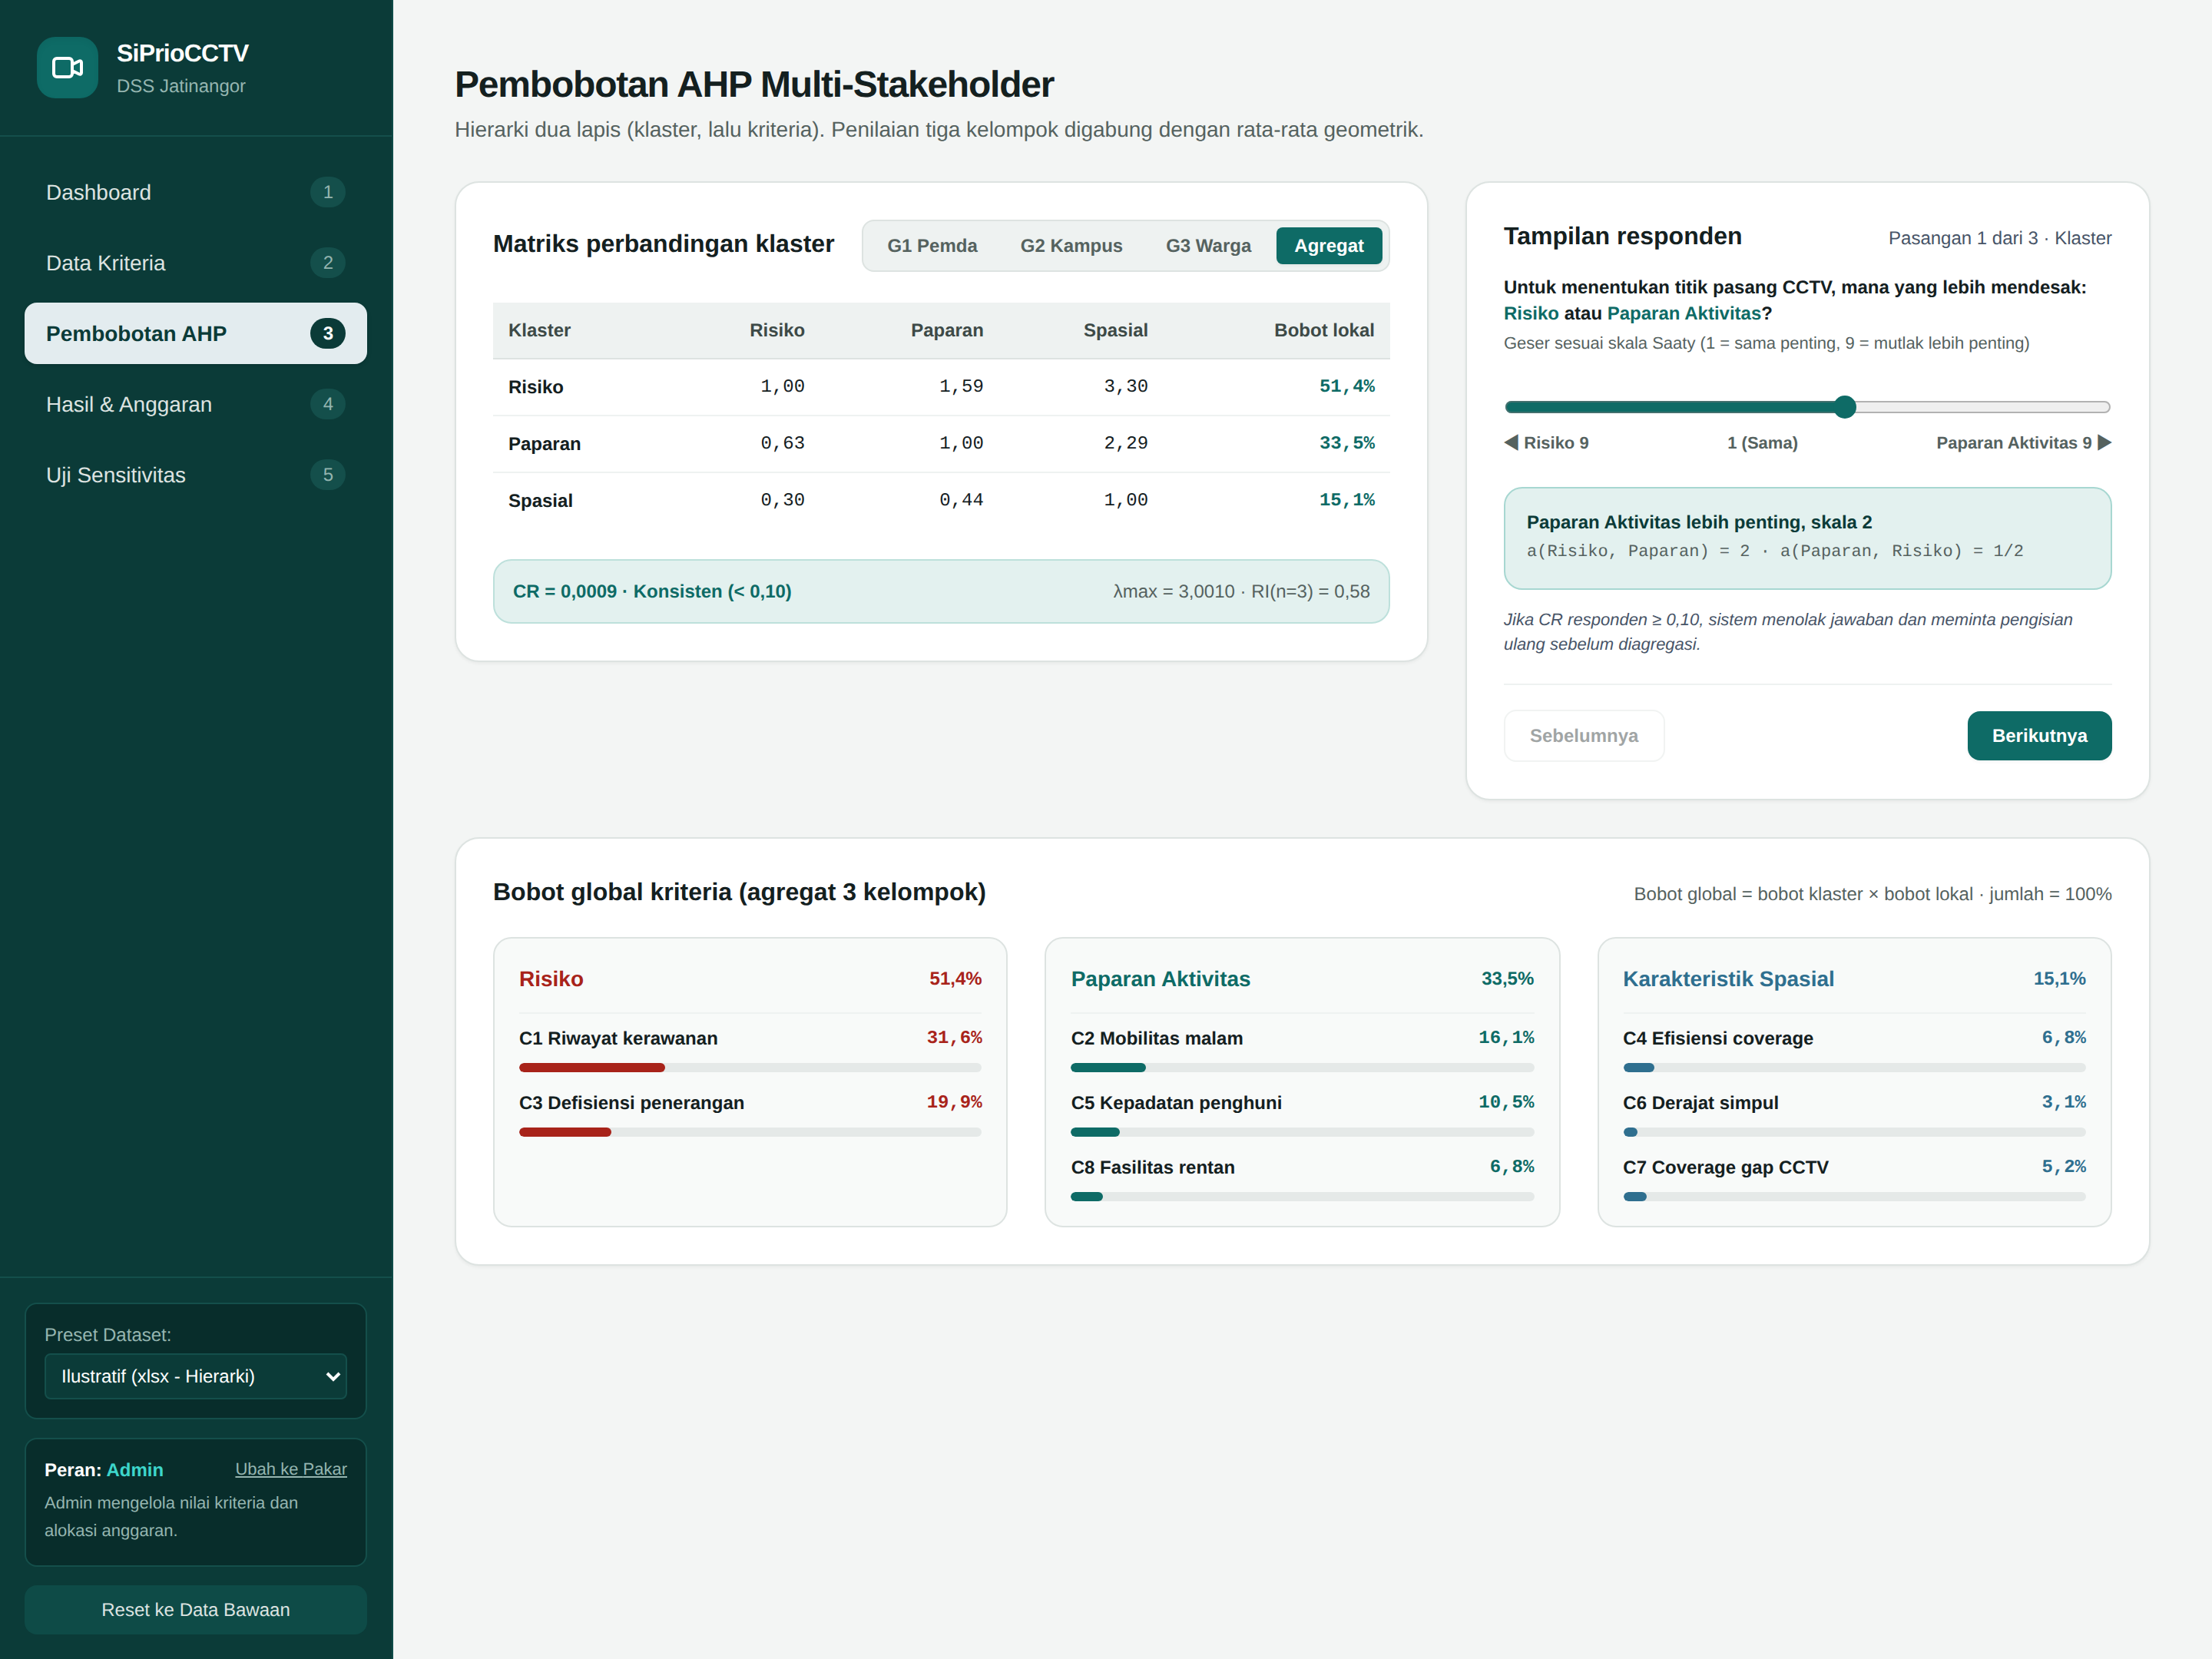 SiPrioCCTV
DSS Jatinangor
Dashboard 1
Data Kriteria 2
Pembobotan AHP 3
Hasil & Anggaran 4
Uji Sensitivitas 5
Preset Dataset:
Ilustratif (xlsx - Hierarki)
Peran: Admin Ubah ke Pakar
Admin mengelola nilai kriteria dan
alokasi anggaran.
Reset ke Data Bawaan
Pembobotan AHP Multi-Stakeholder
Hierarki dua lapis (klaster, lalu kriteria). Penilaian tiga kelompok digabung dengan rata-rata geometrik.
Matriks perbandingan klaster G1 Pemda G2 Kampus G3 Warga Agregat
Klaster Risiko Paparan Spasial Bobot lokal
Risiko 1,00 1,59 3,30 51,4%
Paparan 0,63 1,00 2,29 33,5%
Spasial 0,30 0,44 1,00 15,1%
CR = 0,0009 · Konsisten (< 0,10) λmax = 3,0010 · RI(n=3) = 0,58
Tampilan responden Pasangan 1 dari 3 · Klaster
Untuk menentukan titik pasang CCTV, mana yang lebih mendesak:
Risiko atau Paparan Aktivitas?
Geser sesuai skala Saaty (1 = sama penting, 9 = mutlak lebih penting)
◀ Risiko 9 1 (Sama) Paparan Aktivitas 9 ▶
Paparan Aktivitas lebih penting, skala 2
a(Risiko, Paparan) = 2 · a(Paparan, Risiko) = 1/2
Jika CR responden ≥ 0,10, sistem menolak jawaban dan meminta pengisian
ulang sebelum diagregasi.
Sebelumnya Berikutnya
Bobot global kriteria (agregat 3 kelompok) Bobot global = bobot klaster × bobot lokal · jumlah = 100%
Risiko 51,4%
C1 Riwayat kerawanan 31,6%
C3 Defisiensi penerangan 19,9%
Paparan Aktivitas 33,5%
C2 Mobilitas malam 16,1%
C5 Kepadatan penghuni 10,5%
C8 Fasilitas rentan 6,8%
Karakteristik Spasial 15,1%
C4 Efisiensi coverage 6,8%
C6 Derajat simpul 3,1%
C7 Coverage gap CCTV 5,2%